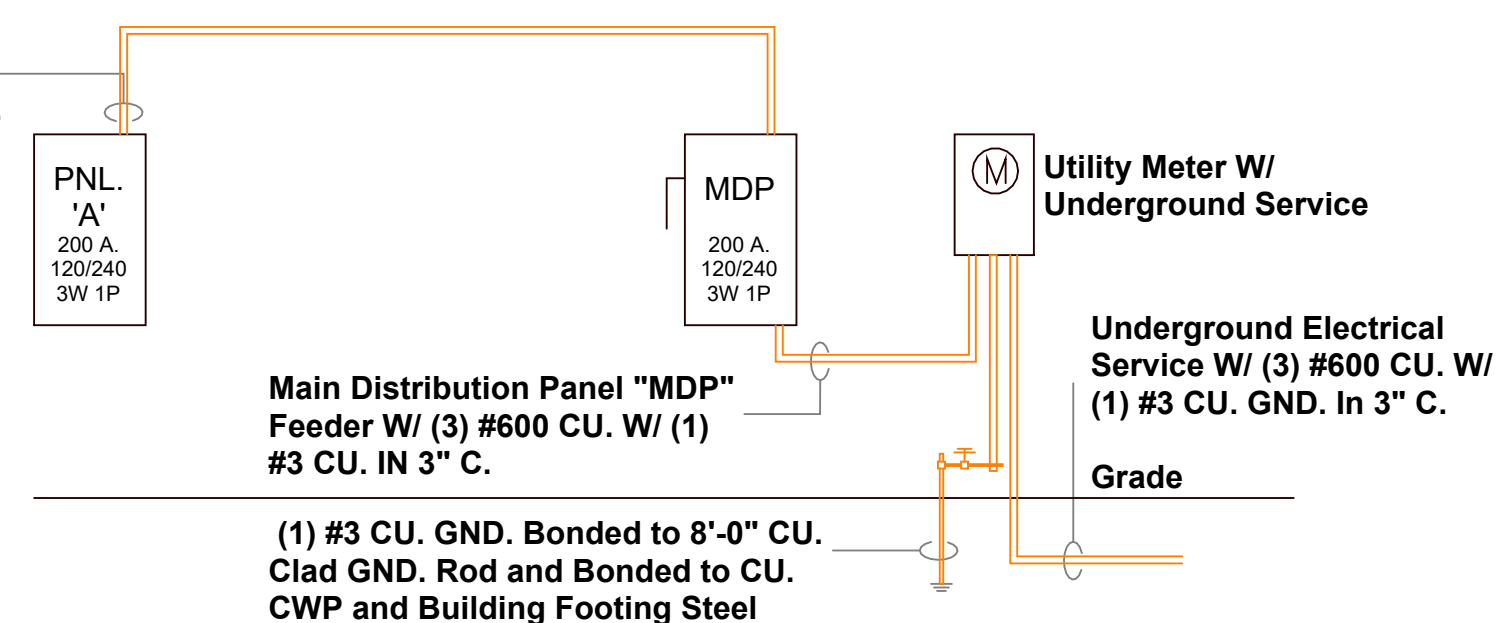 PNL.
'A'
200 A.
120/240
3W 1P
MDP
200 A.
120/240
3W 1P
M
Utility Meter W/
Underground Service
Underground Electrical
Service W/ (3) #600 CU. W/
(1) #3 CU. GND. In 3" C.
Main Distribution Panel "MDP"
Feeder W/ (3) #600 CU. W/ (1)
#3 CU. IN 3" C.
Grade
(1) #3 CU. GND. Bonded to 8'-0" CU.
Clad GND. Rod and Bonded to CU.
CWP and Building Footing Steel